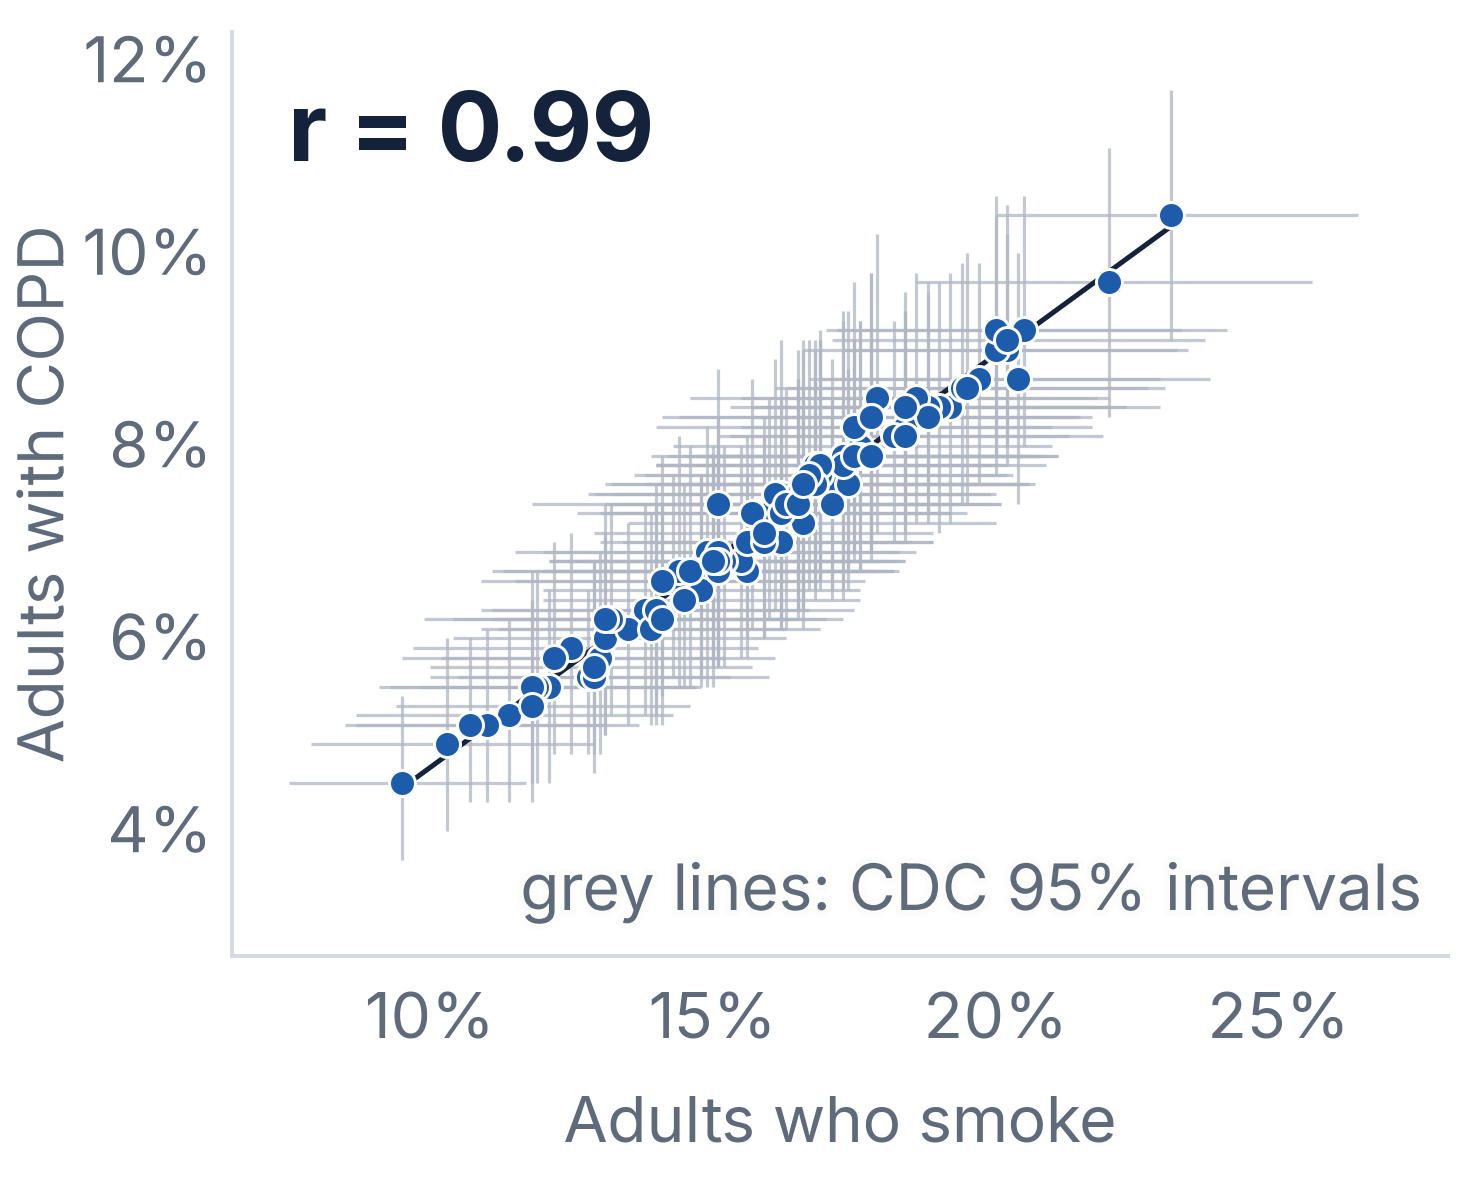 12%
r = 0.99
10%
8%
6%
4%
Adults with COPD
grey lines: CDC 95% intervals
10% 15% 20% 25%
Adults who smoke